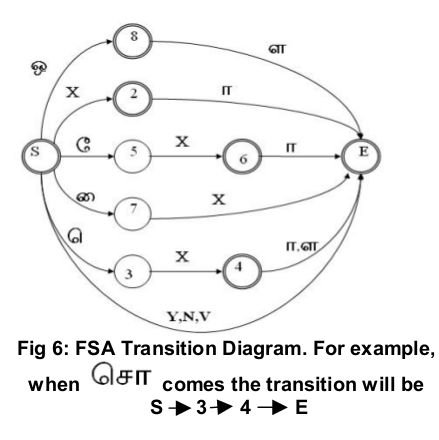 8
ள
ஒ
X
2
ா
S
ே
5
X
6
ா
E
ை
7
X
ெ
3
X
4
ா,ள
Y,N,V
Fig 6: FSA Transition Diagram. For example,
when சொ comes the transition will be
S → 3 → 4 → E